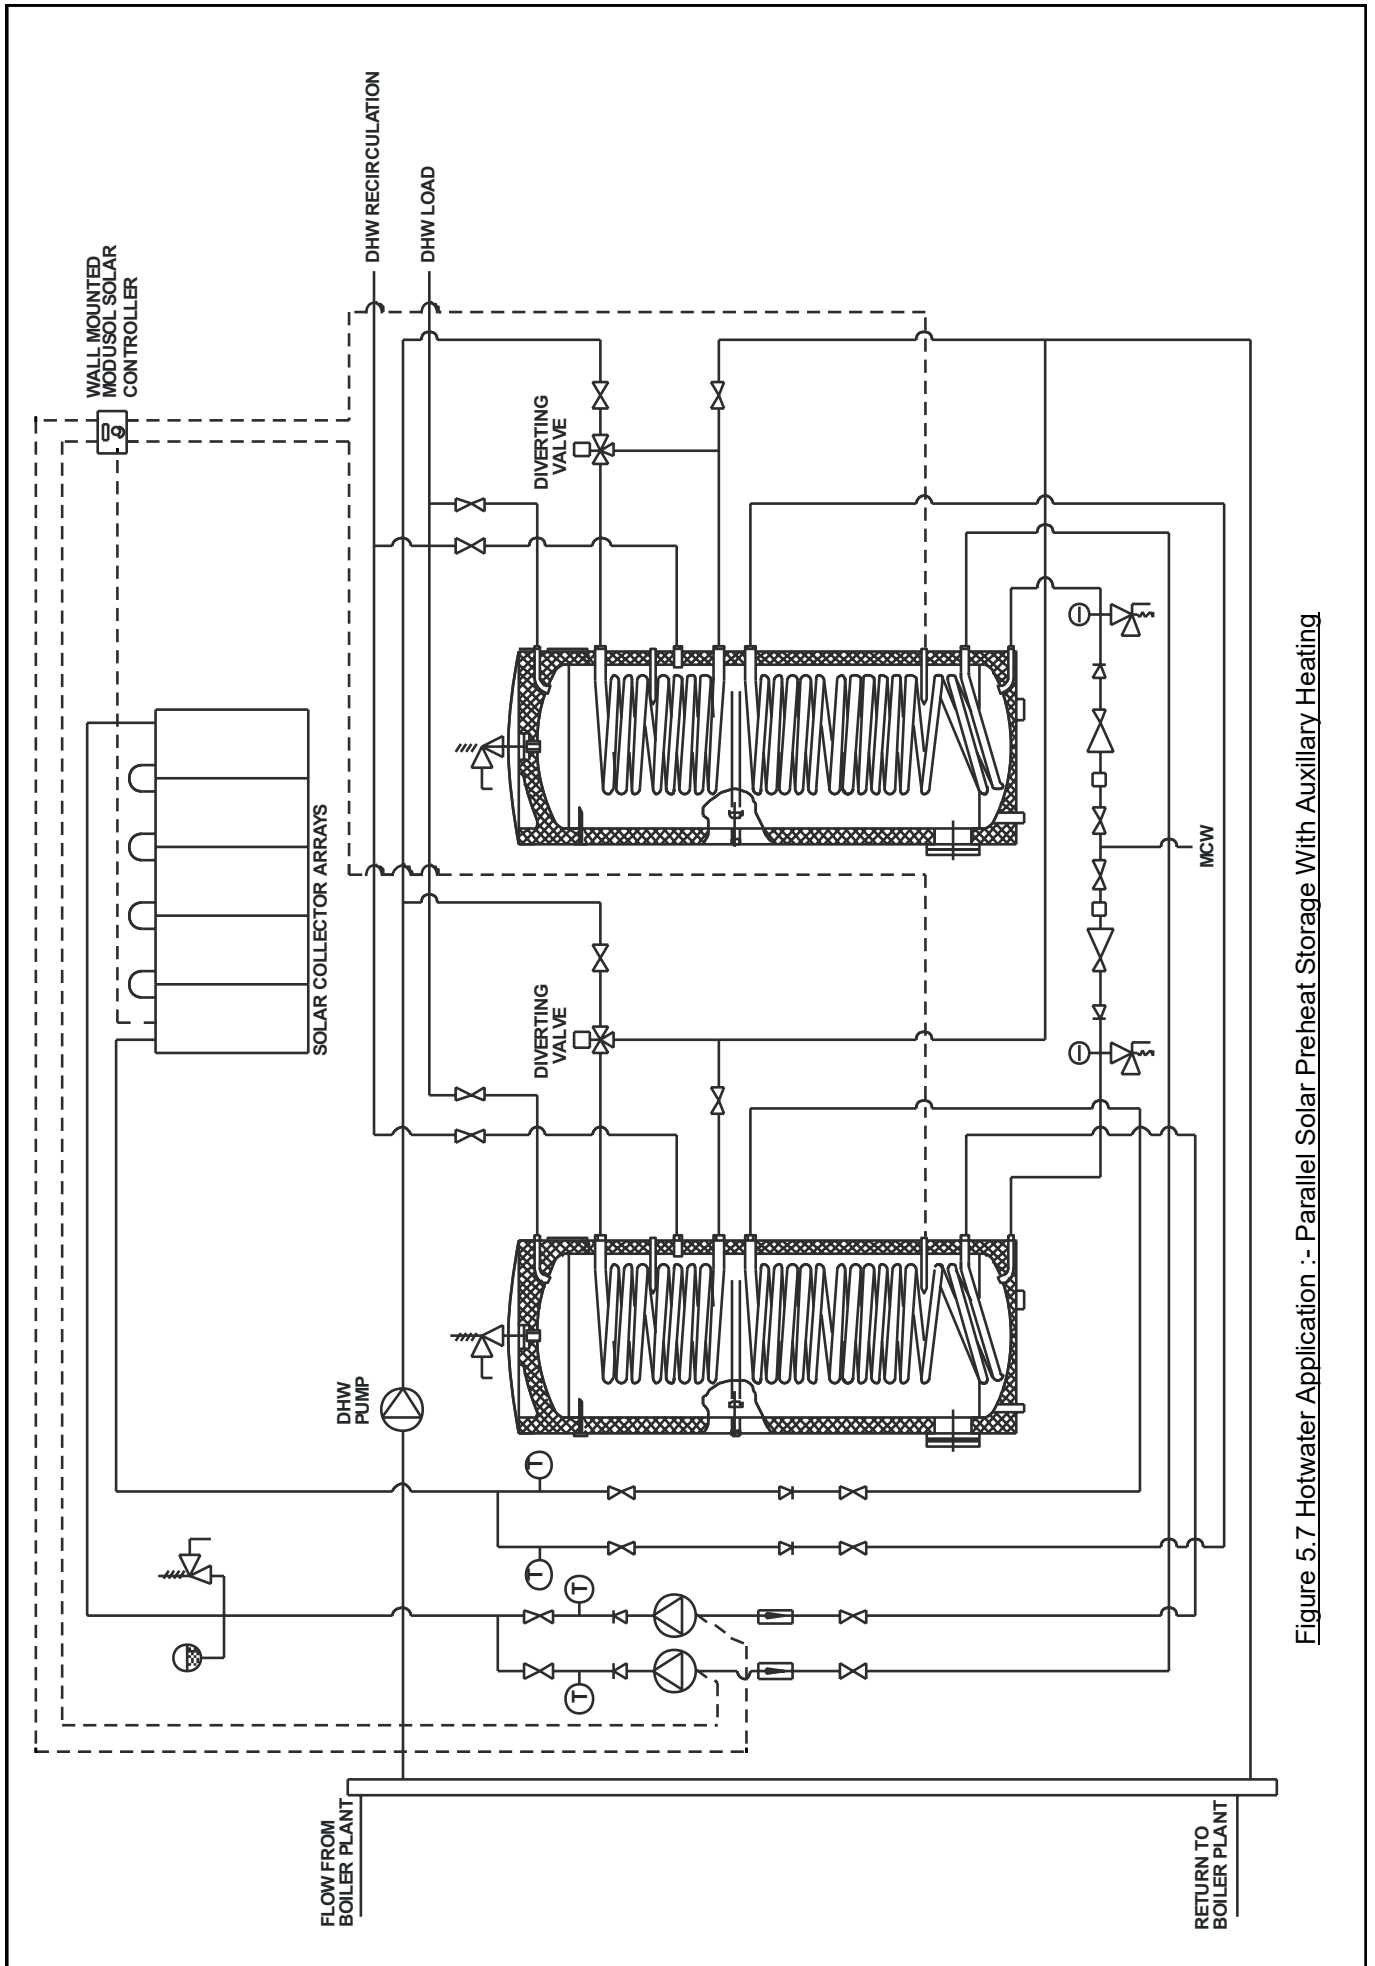 WALL MOUNTED
MODUSOL SOLAR
CONTROLLER
DHW RECIRCULATION
DHW LOAD
SOLAR COLLECTOR ARRAYS
DIVERTING
VALVE
DIVERTING
VALVE
DHW
PUMP
T
T
T
T
MCW
FLOW FROM
BOILER PLANT
RETURN TO
BOILER PLANT
Figure 5.7 Hotwater Application :- Parallel Solar Preheat Storage With Auxillary Heating